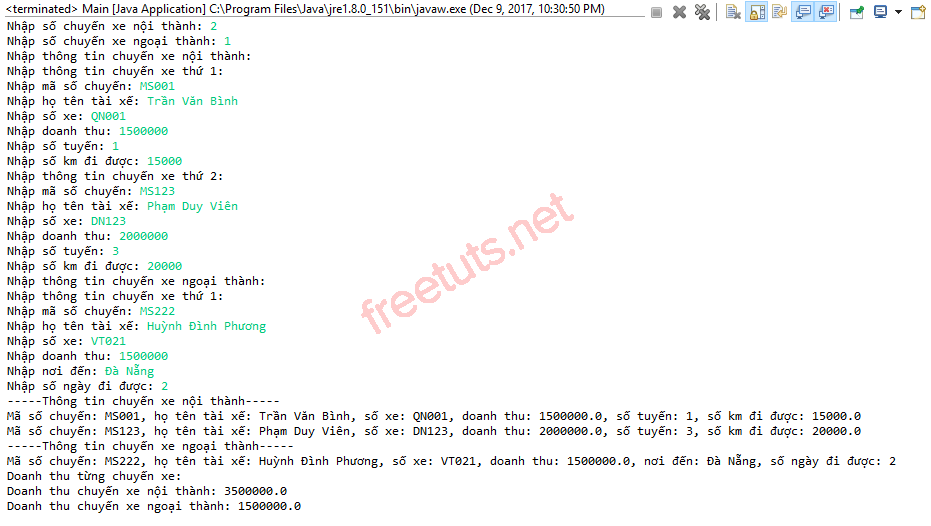 <terminated> Main [Java Application] C:\Program Files\Java\jre1.8.0_151\bin\javaw.exe (Dec 9, 2017, 10:30:50 PM)
Nhập số chuyến xe nội thành: 2
Nhập số chuyến xe ngoại thành: 1
Nhập thông tin chuyến xe nội thành:
Nhập thông tin chuyến xe thứ 1:
Nhập mã số chuyến: MS001
Nhập họ tên tài xế: Trần Văn Bình
Nhập số xe: QN001
Nhập doanh thu: 1500000
Nhập số tuyến: 1
Nhập số km đi được: 15000
Nhập thông tin chuyến xe thứ 2:
Nhập mã số chuyến: MS123
Nhập họ tên tài xế: Phạm Duy Viên
Nhập số xe: DN123
Nhập doanh thu: 2000000
Nhập số tuyến: 3
Nhập số km đi được: 20000
Nhập thông tin chuyến xe ngoại thành:
Nhập thông tin chuyến xe thứ 1:
Nhập mã số chuyến: MS222
Nhập họ tên tài xế: Huỳnh Đình Phương
Nhập số xe: VT021
Nhập doanh thu: 1500000
Nhập nơi đến: Đà Nẵng
Nhập số ngày đi được: 2
-----Thông tin chuyến xe nội thành-----
Mã số chuyến: MS001, họ tên tài xế: Trần Văn Bình, số xe: QN001, doanh thu: 1500000.0, số tuyến: 1, số km đi được: 15000.0
Mã số chuyến: MS123, họ tên tài xế: Phạm Duy Viên, số xe: DN123, doanh thu: 2000000.0, số tuyến: 3, số km đi được: 20000.0
-----Thông tin chuyến xe ngoại thành-----
Mã số chuyến: MS222, họ tên tài xế: Huỳnh Đình Phương, số xe: VT021, doanh thu: 1500000.0, nơi đến: Đà Nẵng, số ngày đi được: 2
Doanh thu từng chuyến xe:
Doanh thu chuyến xe nội thành: 3500000.0
Doanh thu chuyến xe ngoại thành: 1500000.0
freetuts.net